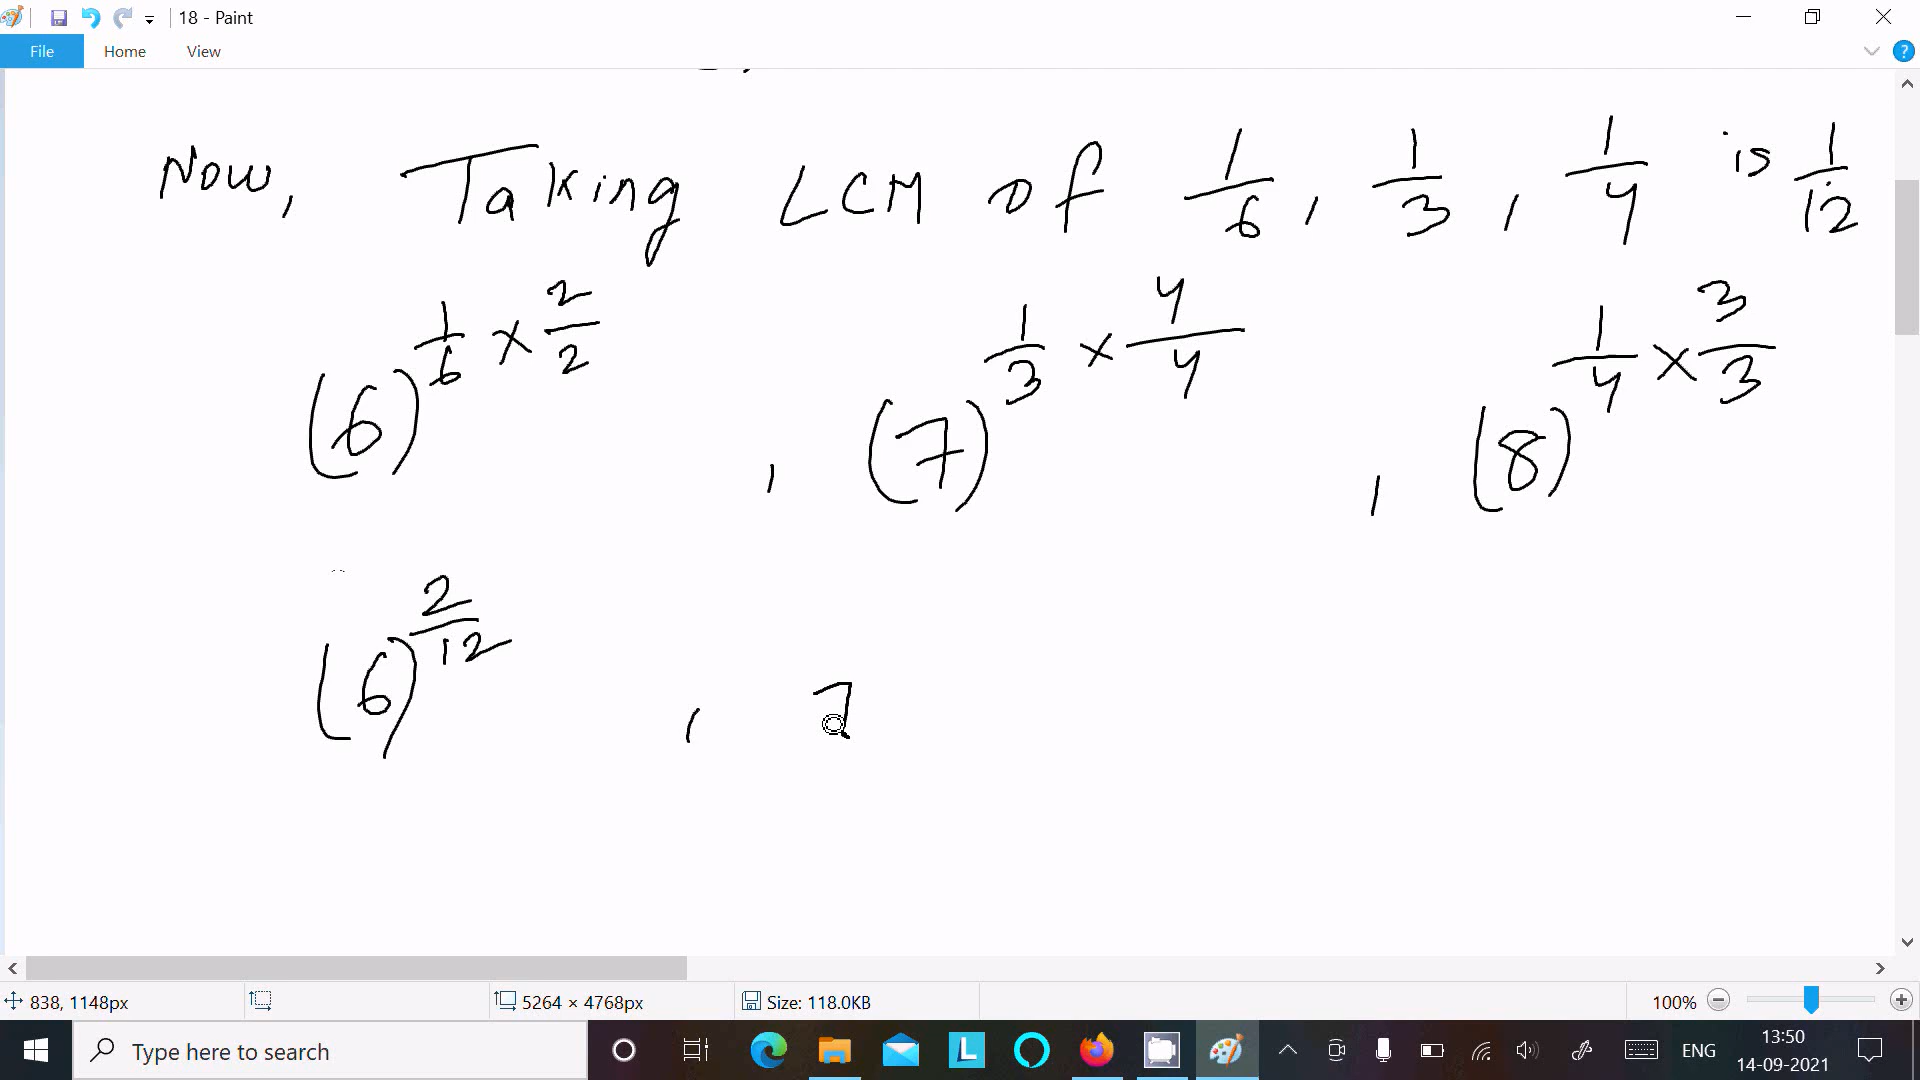 18 - Paint
File Home View
Now, Taking LCM of 1/6, 1/3, 1/4 is 1/12
(6)^(1/6 × 2/2) , (7)^(1/3 × 4/4) , (8)^(1/4 × 3/3)
(6)^(2/12) , 7
838, 1148px 5264 × 4768px Size: 118.0KB 100%
Type here to search L ENG 13:50
14-09-2021